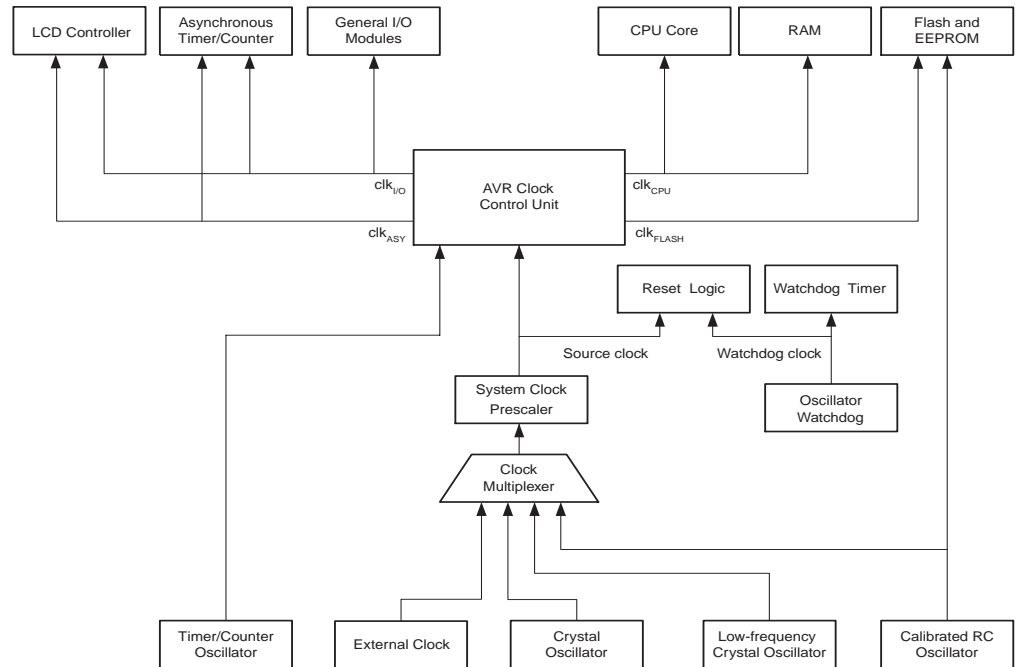 LCD Controller
Asynchronous
Timer/Counter
General I/O
Modules
CPU Core
RAM
Flash and
EEPROM
clkI/O
AVR Clock
Control Unit
clkCPU
clkASY
clkFLASH
Reset Logic
Watchdog Timer
Source clock
Watchdog clock
System Clock
Prescaler
Oscillator
Watchdog
Clock
Multiplexer
Timer/Counter
Oscillator
External Clock
Crystal
Oscillator
Low-frequency
Crystal Oscillator
Calibrated RC
Oscillator